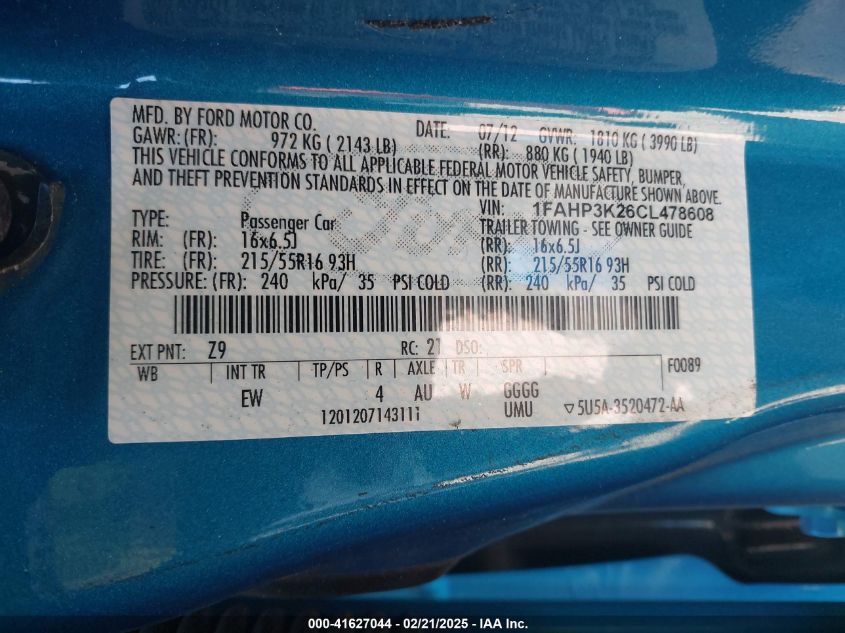 MFD. BY FORD MOTOR CO. DATE: 07/12 GVWR: 1810 KG ( 3990 LB)
GAWR: (FR): 972 KG ( 2143 LB) (RR): 880 KG ( 1940 LB)
THIS VEHICLE CONFORMS TO ALL APPLICABLE FEDERAL MOTOR VEHICLE SAFETY, BUMPER,
AND THEFT PREVENTION STANDARDS IN EFFECT ON THE DATE OF MANUFACTURE SHOWN ABOVE.
VIN: 1FAHP3K26CL478608
TYPE: Passenger Car TRAILER TOWING - SEE OWNER GUIDE
RIM: (FR): 16x6.5J (RR): 16x6.5J
TIRE: (FR): 215/55R16 93H (RR): 215/55R16 93H
PRESSURE: (FR): 240 kPa/ 35 PSI COLD (RR): 240 kPa/ 35 PSI COLD
EXT PNT: Z9 RC: 21 DSO: F0089
WB INT TR TP/PS R AXLE TR SPR
EW 4 AU W GGGG
UMU 5U5A-3520472-AA
000-41627044 - 02/21/2025 - IAA Inc.